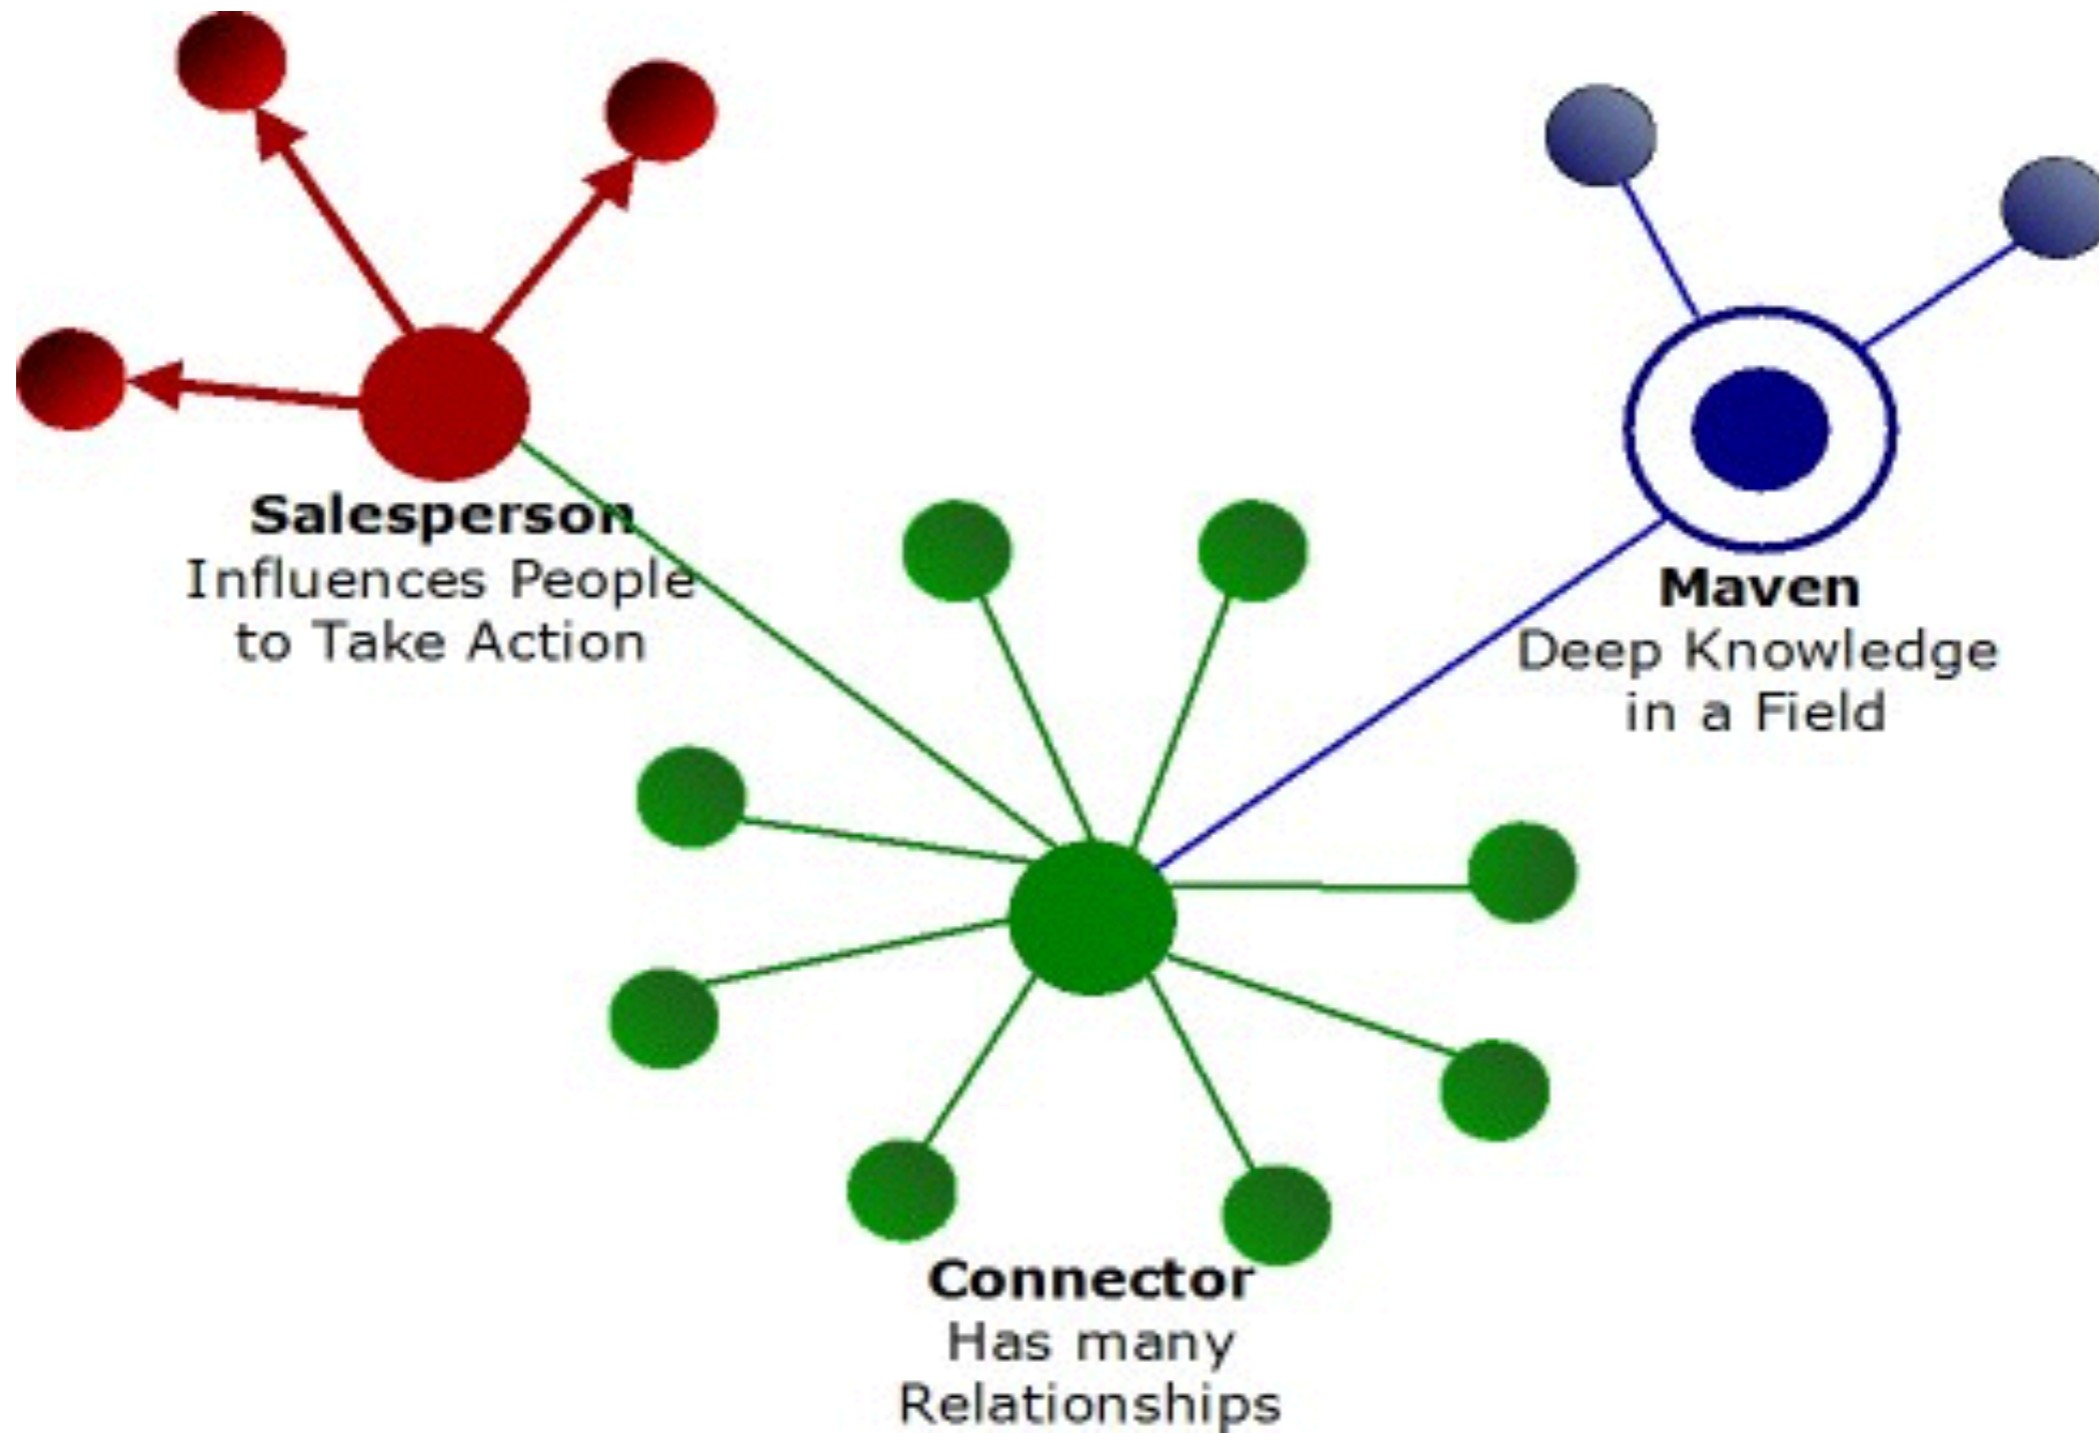 Salesperson
Influences People
to Take Action
Maven
Deep Knowledge
in a Field
Connector
Has many
Relationships